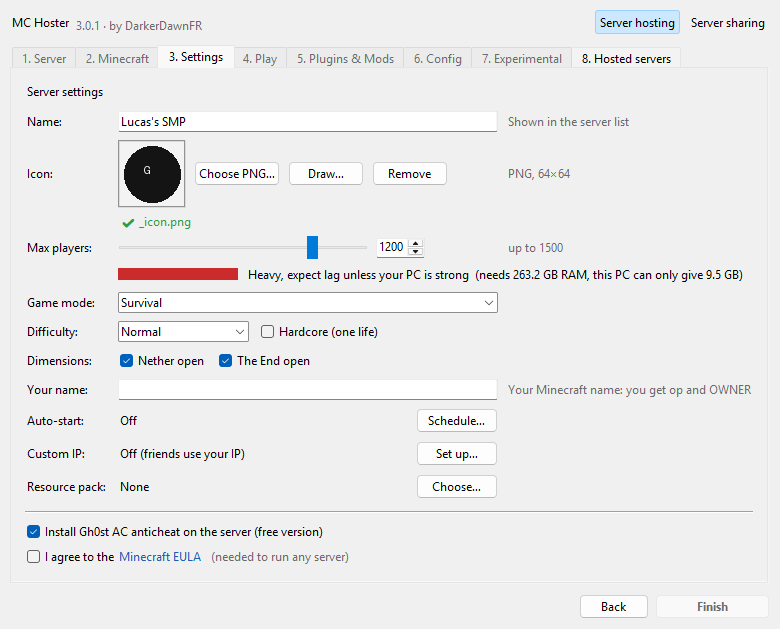 MC Hoster 3.0.1 · by DarkerDawnFR Server hosting Server sharing
1. Server 2. Minecraft 3. Settings 4. Play 5. Plugins & Mods 6. Config 7. Experimental 8. Hosted servers
Server settings
Name: Lucas's SMP Shown in the server list
Icon: G Choose PNG... Draw... Remove PNG, 64×64
_icon.png
Max players: 1200 up to 1500
Heavy, expect lag unless your PC is strong (needs 263.2 GB RAM, this PC can only give 9.5 GB)
Game mode: Survival
Difficulty: Normal Hardcore (one life)
Dimensions: Nether open The End open
Your name: Your Minecraft name: you get op and OWNER
Auto-start: Off Schedule...
Custom IP: Off (friends use your IP) Set up...
Resource pack: None Choose...
Install Gh0st AC anticheat on the server (free version)
I agree to the Minecraft EULA (needed to run any server)
Back Finish